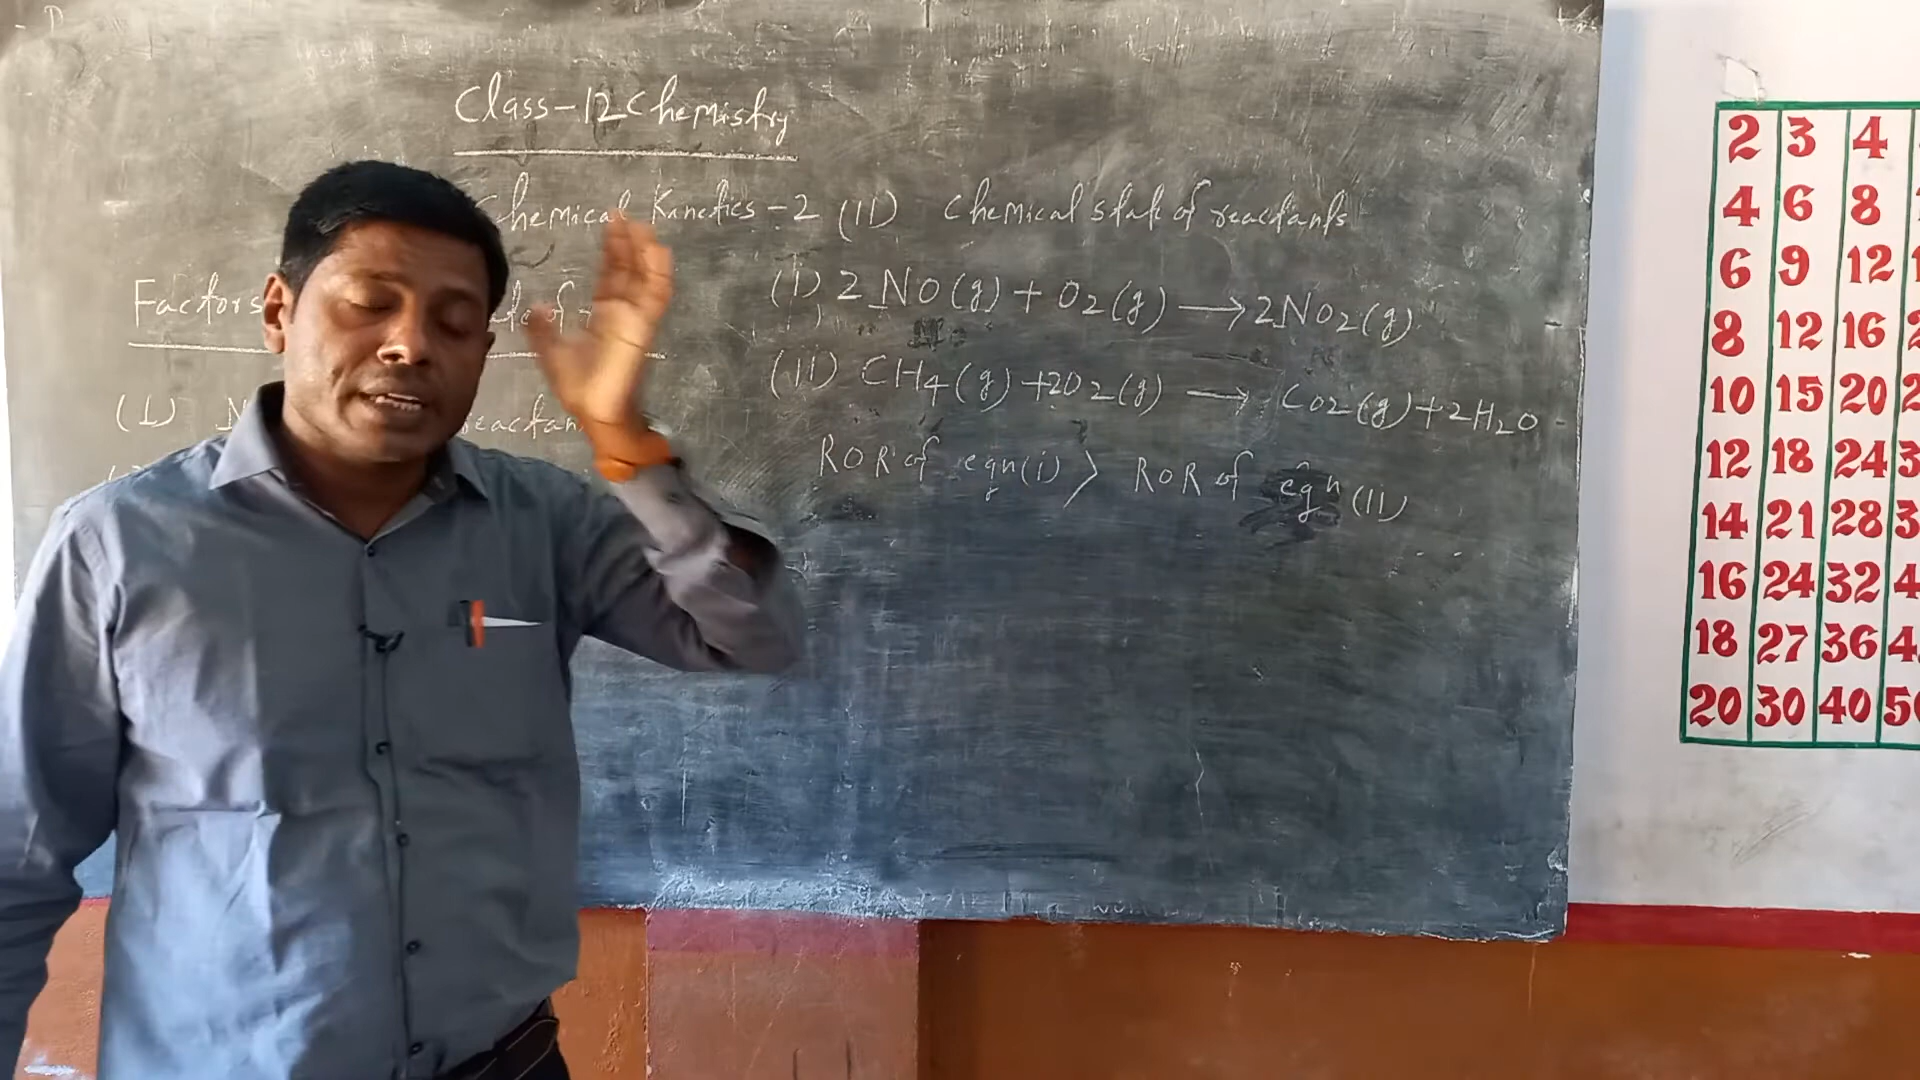 Class-12 Chemistry
Chemical Kinetics-2
Factors of
(I) reactan
(II) Chemical state of reactants
(i) 2NO(g) + O2(g) → 2NO2(g)
(ii) CH4(g) + 2O2(g) → CO2(g) + 2H2O
ROR of eqn(i) > ROR of eqn (ii)
2 3 4
4 6 8
6 9 12
8 12 16
10 15 20
12 18 24
14 21 28
16 24 32
18 27 36
20 30 40